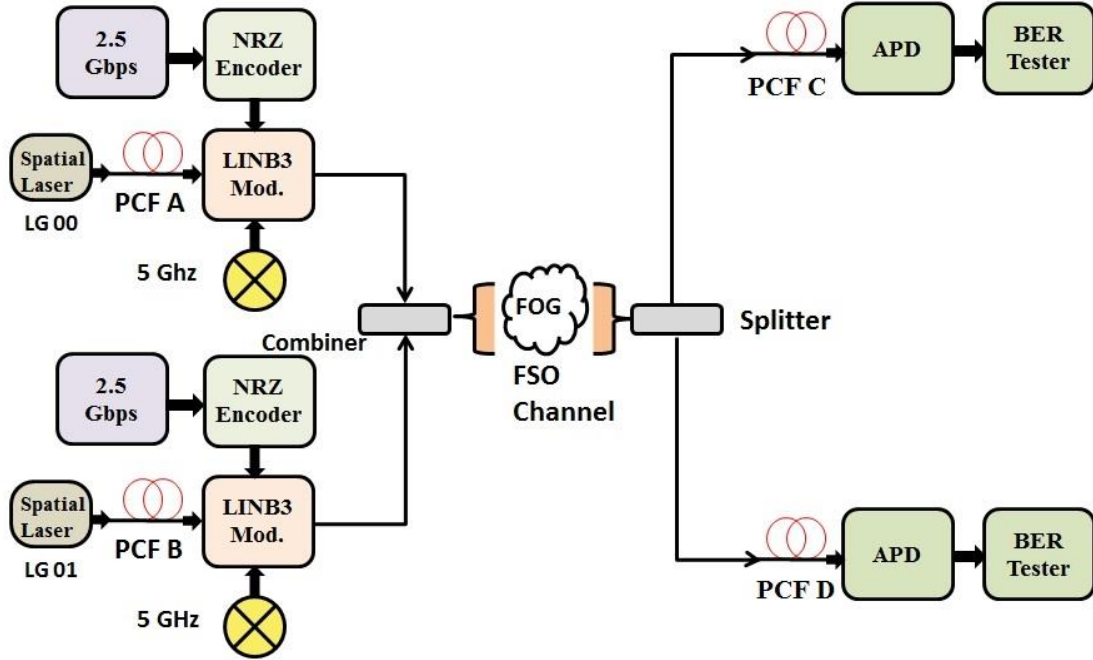 2.5
Gbps
NRZ
Encoder
Spatial
Laser
LG 00
PCF A
LINB3
Mod.
5 Ghz
Combiner
2.5
Gbps
NRZ
Encoder
Spatial
Laser
LG 01
PCF B
LINB3
Mod.
5 GHz
FOG
FSO
Channel
Splitter
PCF C
APD
BER
Tester
PCF D
APD
BER
Tester